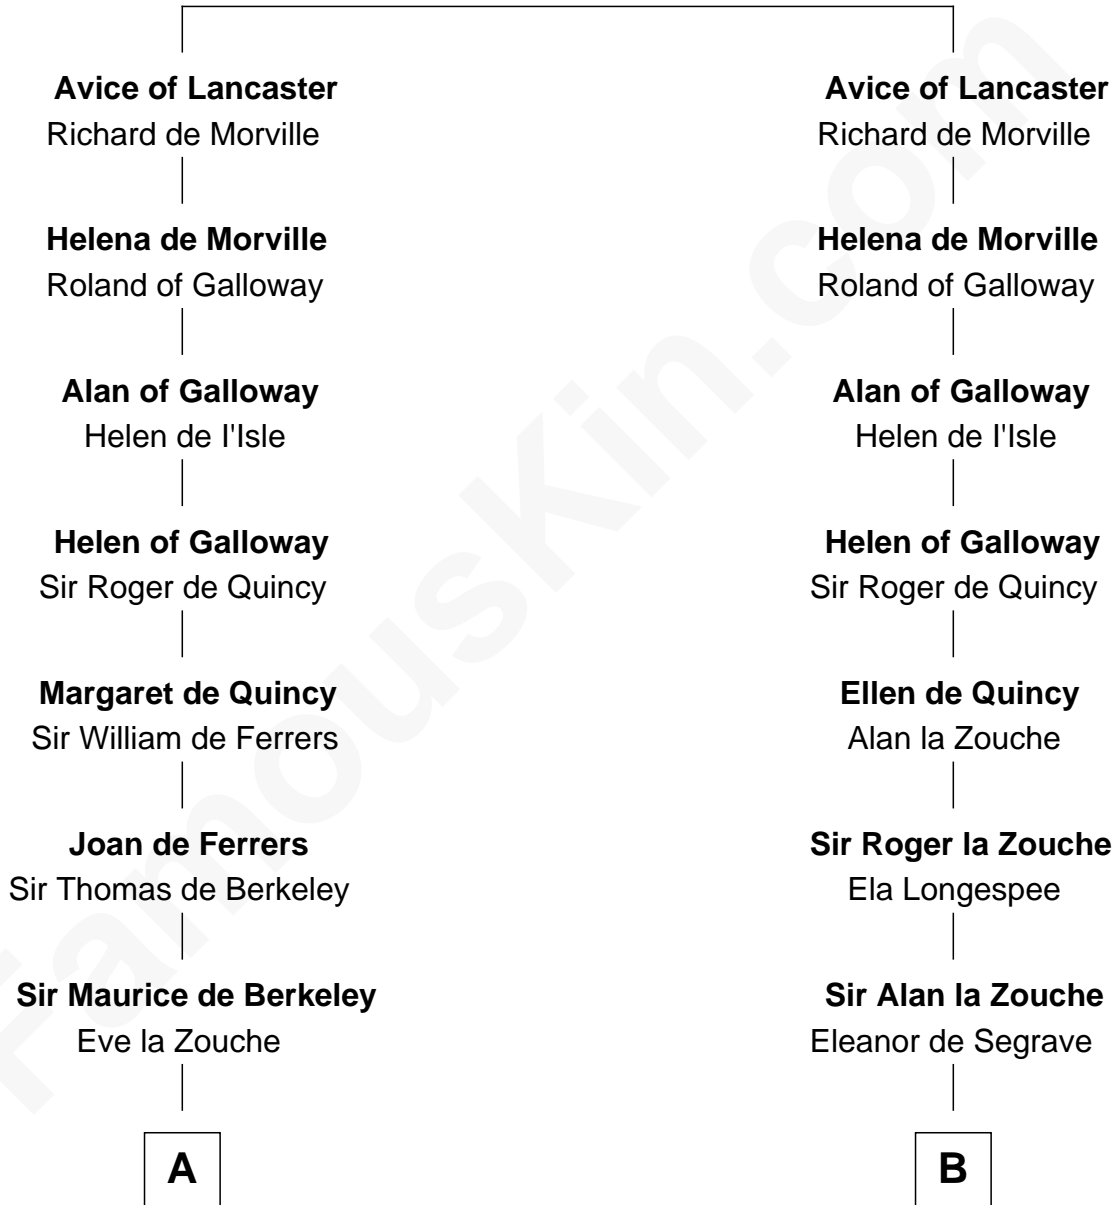 Avice of Lancaster
Richard de Morville
Helena de Morville
Roland of Galloway
Alan of Galloway
Helen de l'Isle
Helen of Galloway
Sir Roger de Quincy
Margaret de Quincy
Sir William de Ferrers
Joan de Ferrers
Sir Thomas de Berkeley
Sir Maurice de Berkeley
Eve la Zouche
A
Avice of Lancaster
Richard de Morville
Helena de Morville
Roland of Galloway
Alan of Galloway
Helen de l'Isle
Helen of Galloway
Sir Roger de Quincy
Ellen de Quincy
Alan la Zouche
Sir Roger la Zouche
Ela Longespee
Sir Alan la Zouche
Eleanor de Segrave
B
FamousKin.com